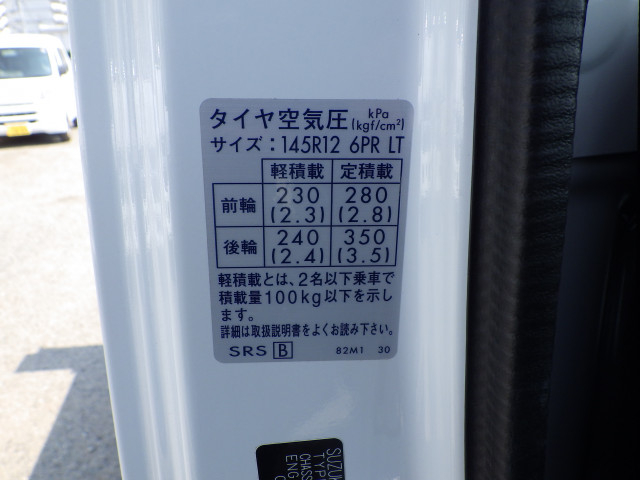 タイヤ空気圧 kPa (kgf/cm²)
サイズ：145R12 6PR LT
軽積載 定積載
前輪 230 (2.3) 280 (2.8)
後輪 240 (2.4) 350 (3.5)
軽積載とは、2名以下乗車で
積載量100kg以下を示し
ます。
詳細は取扱説明書をよくお読み下さい。
SRS B 82M1 30
SUZUK
TYP
CHASS
ENG